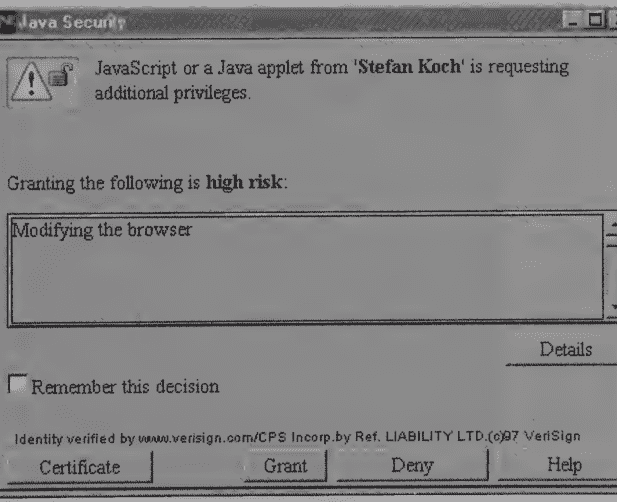 Java Security
JavaScript or a Java applet from 'Stefan Koch' is requesting
additional privileges.
Granting the following is high risk:
Modifying the browser
Details
Remember this decision
Identity verified by www.verisign.com/CPS Incorp.by Ref. LIABILITY LTD.(c)97 VeriSign
Certificate Grant Deny Help